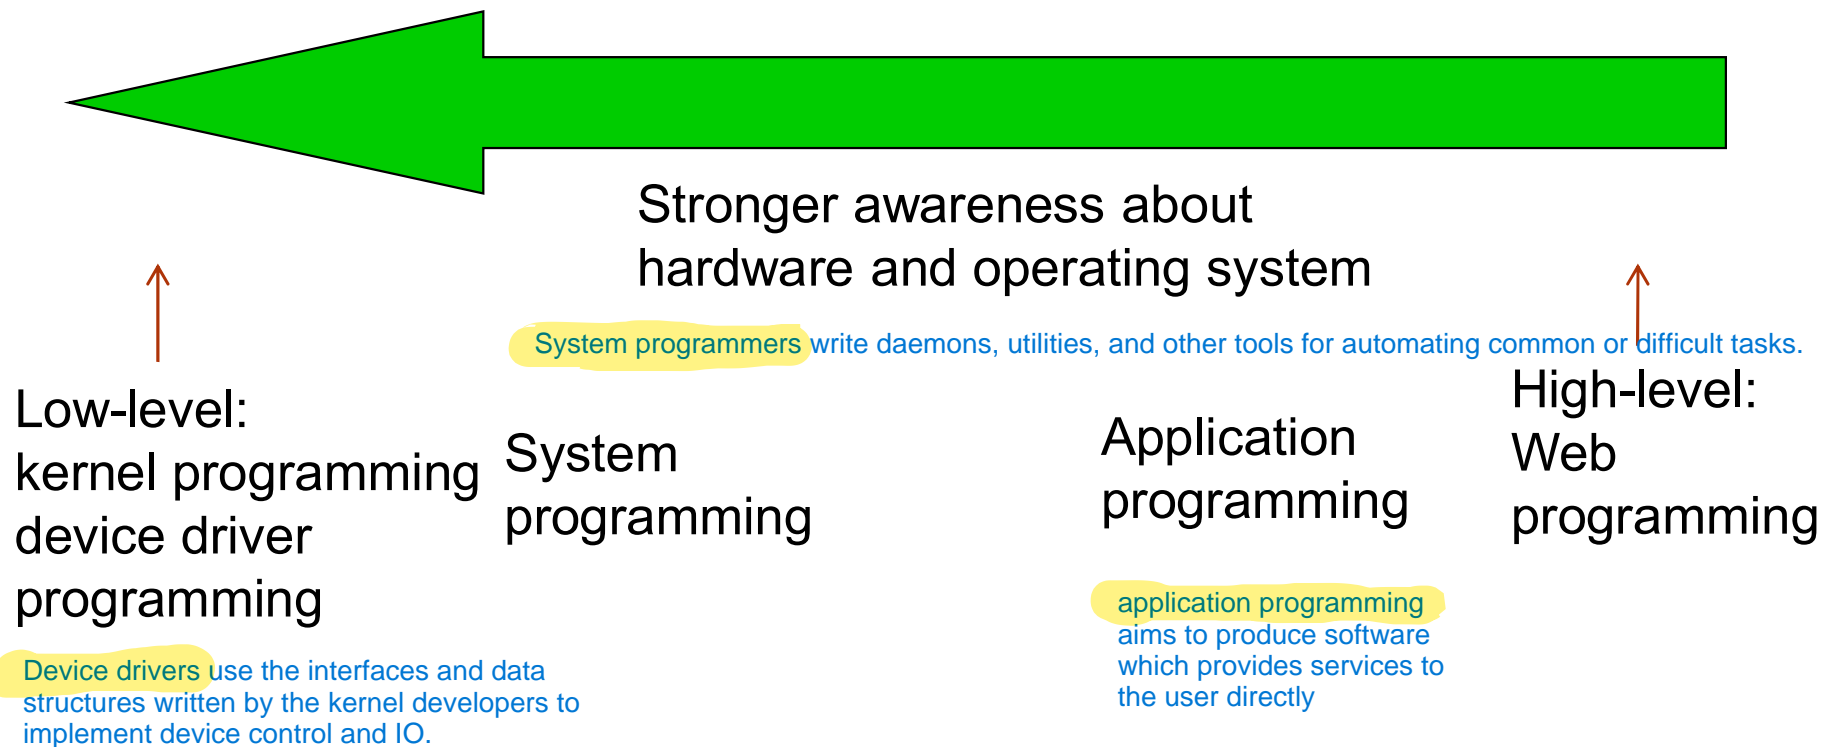 Stronger awareness about
hardware and operating system
System programmers write daemons, utilities, and other tools for automating common or difficult tasks.
Low-level:
kernel programming
device driver
programming
Device drivers use the interfaces and data
structures written by the kernel developers to
implement device control and IO.
System
programming
Application
programming
application programming
aims to produce software
which provides services to
the user directly
High-level:
Web
programming